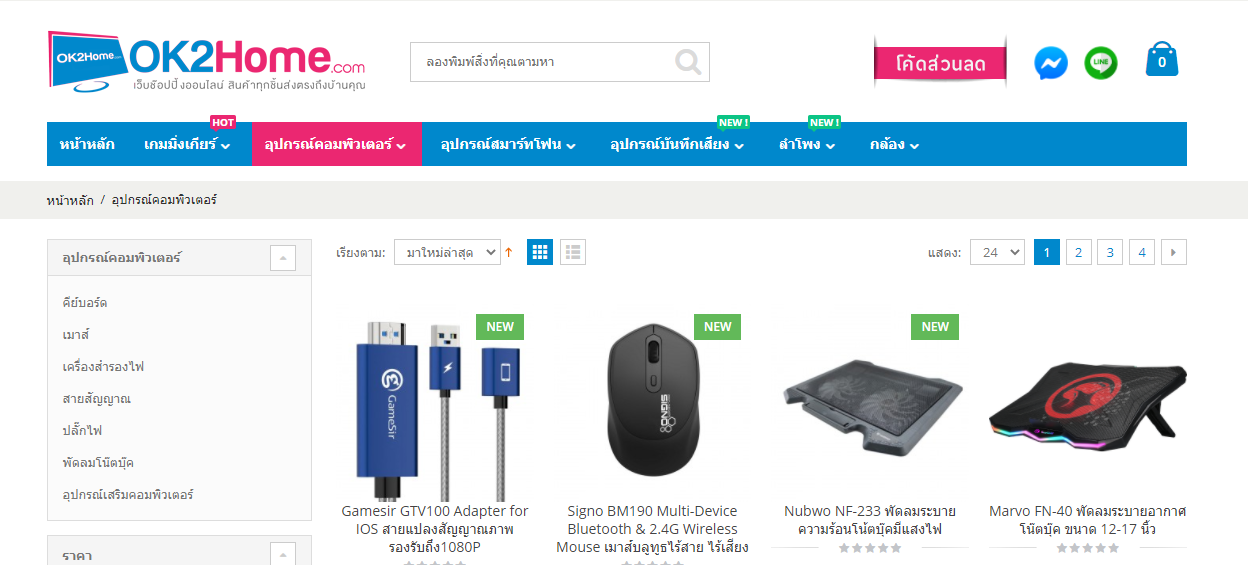 OK2Home.com
OK2Home.com
เว็บช๊อปปิ้งออนไลน์ สินค้าทุกชิ้นส่งตรงถึงบ้านคุณ
ลองพิมพ์สิ่งที่คุณตามหา
โค้ดส่วนลด
LINE
0
HOT
NEW !
NEW !
หน้าหลัก
เกมมิ่งเกียร์
อุปกรณ์คอมพิวเตอร์
อุปกรณ์สมาร์ทโฟน
อุปกรณ์บันทึกเสียง
ลำโพง
กล้อง
หน้าหลัก / อุปกรณ์คอมพิวเตอร์
อุปกรณ์คอมพิวเตอร์
คีย์บอร์ด
เมาส์
เครื่องสำรองไฟ
สายสัญญาณ
ปลั๊กไฟ
พัดลมโน๊ตบุ๊ค
อุปกรณ์เสริมคอมพิวเตอร์
ราคา
เรียงตาม: มาใหม่ล่าสุด
แสดง: 24
1 2 3 4
NEW
GameSir
Gamesir GTV100 Adapter for
IOS สายแปลงสัญญาณภาพ
รองรับถึง1080P
NEW
SIGNO
Signo BM190 Multi-Device
Bluetooth & 2.4G Wireless
Mouse เมาส์บลูทูธไร้สาย ไร้เสียง
NEW
Nubwo NF-233 พัดลมระบาย
ความร้อนโน้ตบุ๊คมีแสงไฟ
Marvo FN-40 พัดลมระบายอากาศ
โน๊ตบุ๊ค ขนาด 12-17 นิ้ว